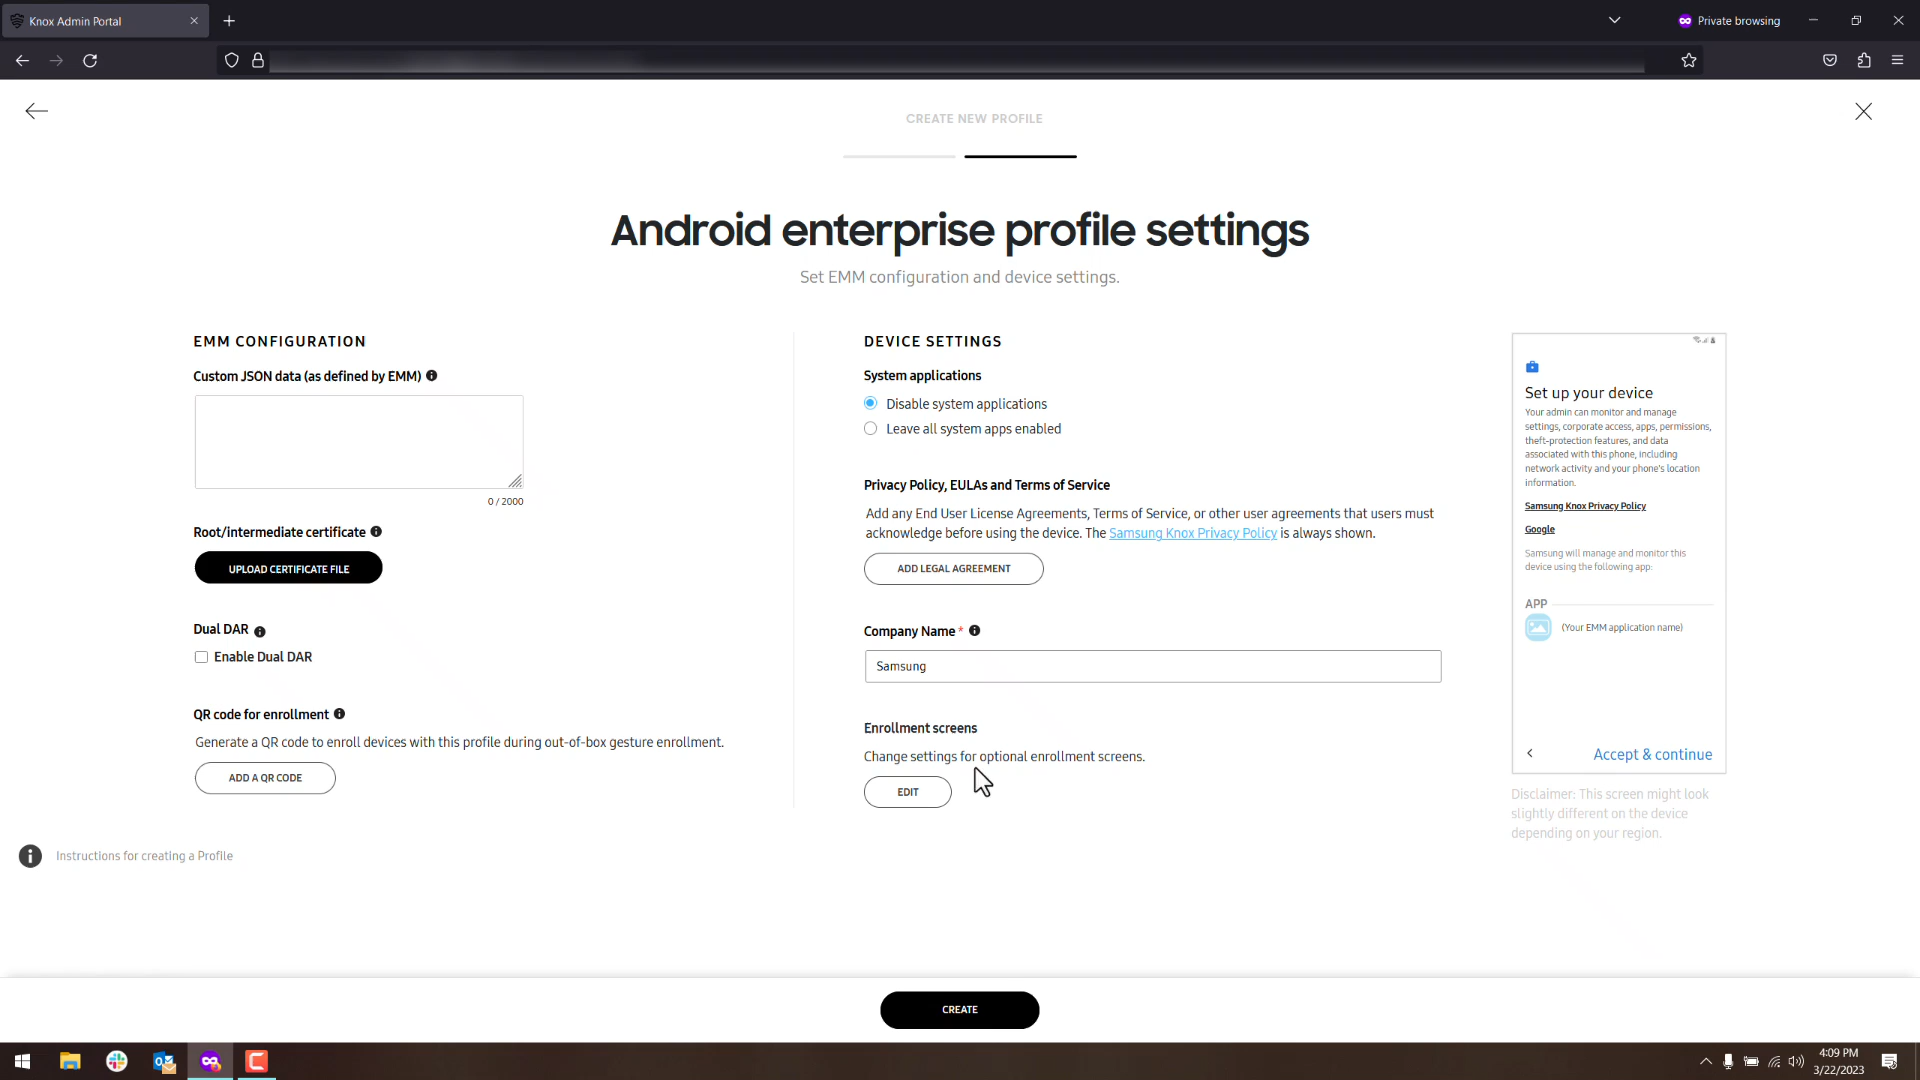 Knox Admin Portal
Private browsing
CREATE NEW PROFILE
Android enterprise profile settings
Set EMM configuration and device settings.
EMM CONFIGURATION
Custom JSON data (as defined by EMM)
0 / 2000
Root/intermediate certificate
UPLOAD CERTIFICATE FILE
Dual DAR
Enable Dual DAR
QR code for enrollment
Generate a QR code to enroll devices with this profile during out-of-box gesture enrollment.
ADD A QR CODE
DEVICE SETTINGS
System applications
Disable system applications
Leave all system apps enabled
Privacy Policy, EULAs and Terms of Service
Add any End User License Agreements, Terms of Service, or other user agreements that users must
acknowledge before using the device. The Samsung Knox Privacy Policy is always shown.
ADD LEGAL AGREEMENT
Company Name *
Samsung
Enrollment screens
Change settings for optional enrollment screens.
EDIT
Set up your device
Your admin can monitor and manage
settings, corporate access, apps, permissions,
theft-protection features, and data
associated with this phone, including
network activity and your phone's location
information.
Samsung Knox Privacy Policy
Google
Samsung will manage and monitor this
device using the following app:
APP
(Your EMM application name)
Accept & continue
Disclaimer: This screen might look
slightly different on the device
depending on your region.
Instructions for creating a Profile
CREATE
4:09 PM
3/22/2023